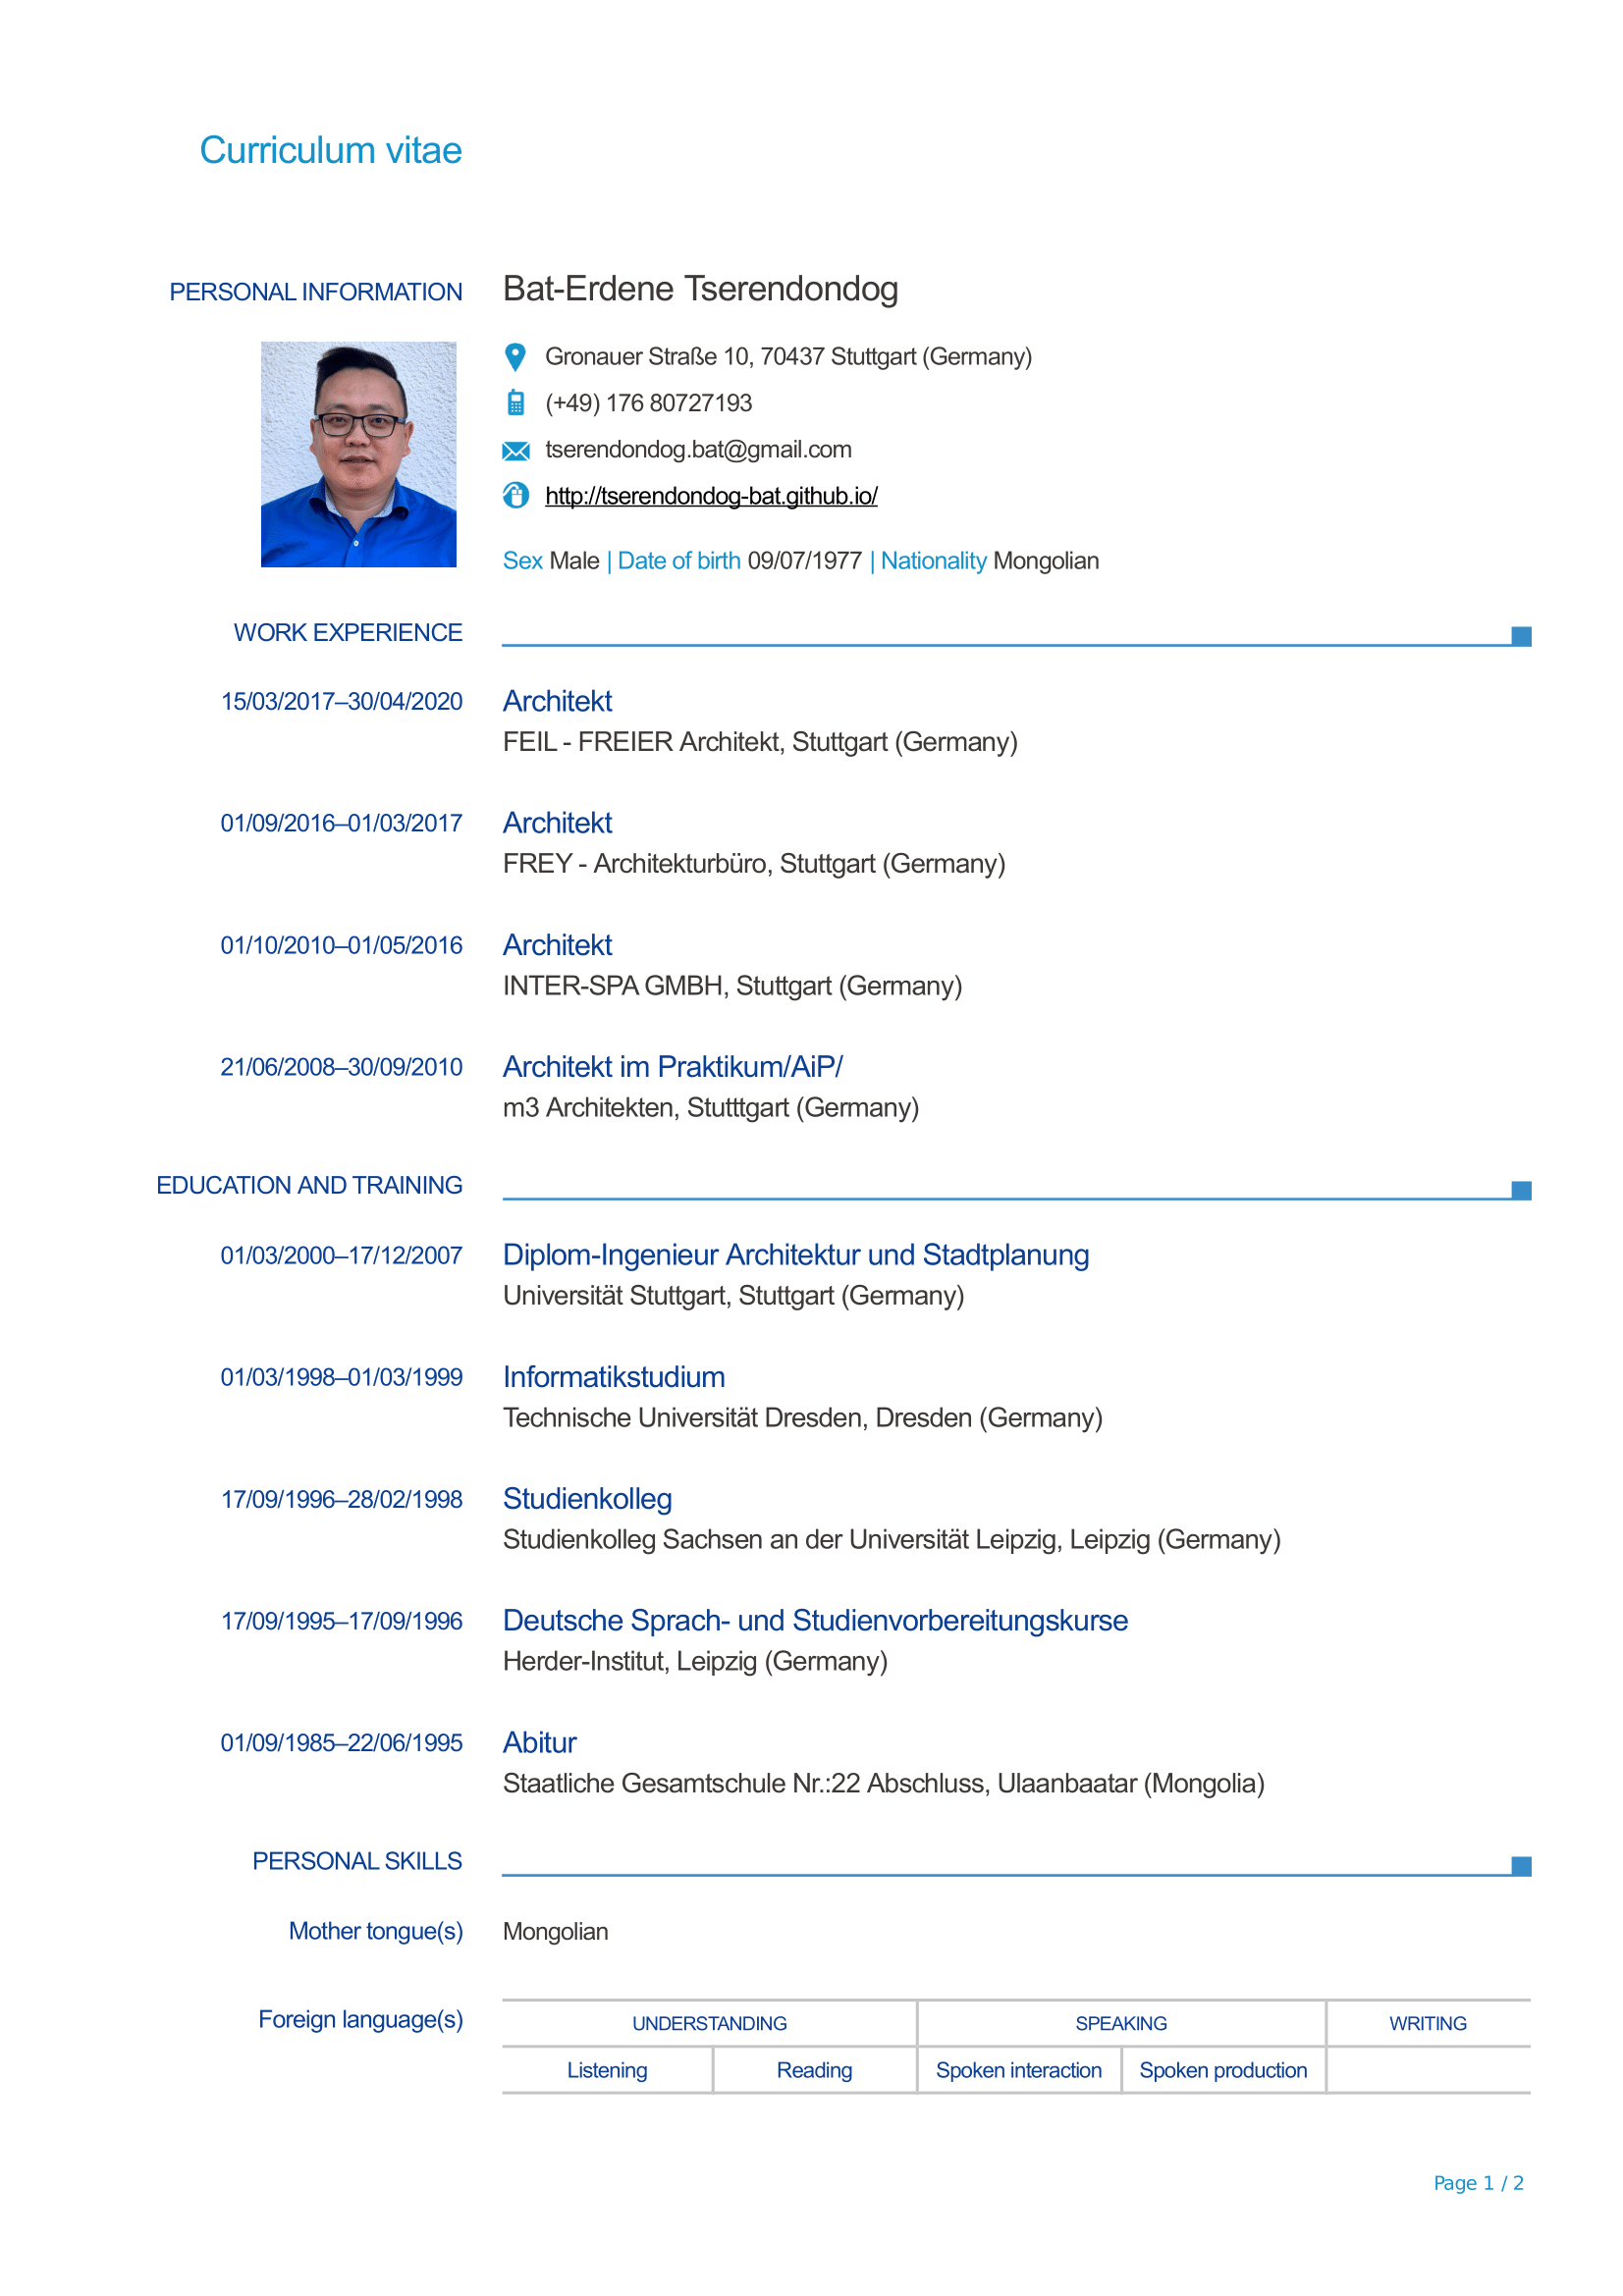 Curriculum vitae
PERSONAL INFORMATION
Bat-Erdene Tserendondog
Gronauer Straße 10, 70437 Stuttgart (Germany)
(+49) 176 80727193
tserendondog.bat@gmail.com
http://tserendondog-bat.github.io/
Sex Male | Date of birth 09/07/1977 | Nationality Mongolian
WORK EXPERIENCE
15/03/2017–30/04/2020 Architekt
FEIL - FREIER Architekt, Stuttgart (Germany)
01/09/2016–01/03/2017 Architekt
FREY - Architekturbüro, Stuttgart (Germany)
01/10/2010–01/05/2016 Architekt
INTER-SPA GMBH, Stuttgart (Germany)
21/06/2008–30/09/2010 Architekt im Praktikum/AiP/
m3 Architekten, Stutttgart (Germany)
EDUCATION AND TRAINING
01/03/2000–17/12/2007 Diplom-Ingenieur Architektur und Stadtplanung
Universität Stuttgart, Stuttgart (Germany)
01/03/1998–01/03/1999 Informatikstudium
Technische Universität Dresden, Dresden (Germany)
17/09/1996–28/02/1998 Studienkolleg
Studienkolleg Sachsen an der Universität Leipzig, Leipzig (Germany)
17/09/1995–17/09/1996 Deutsche Sprach- und Studienvorbereitungskurse
Herder-Institut, Leipzig (Germany)
01/09/1985–22/06/1995 Abitur
Staatliche Gesamtschule Nr.:22 Abschluss, Ulaanbaatar (Mongolia)
PERSONAL SKILLS
Mother tongue(s) Mongolian
Foreign language(s) UNDERSTANDING SPEAKING WRITING
Listening Reading Spoken interaction Spoken production
Page 1 / 2